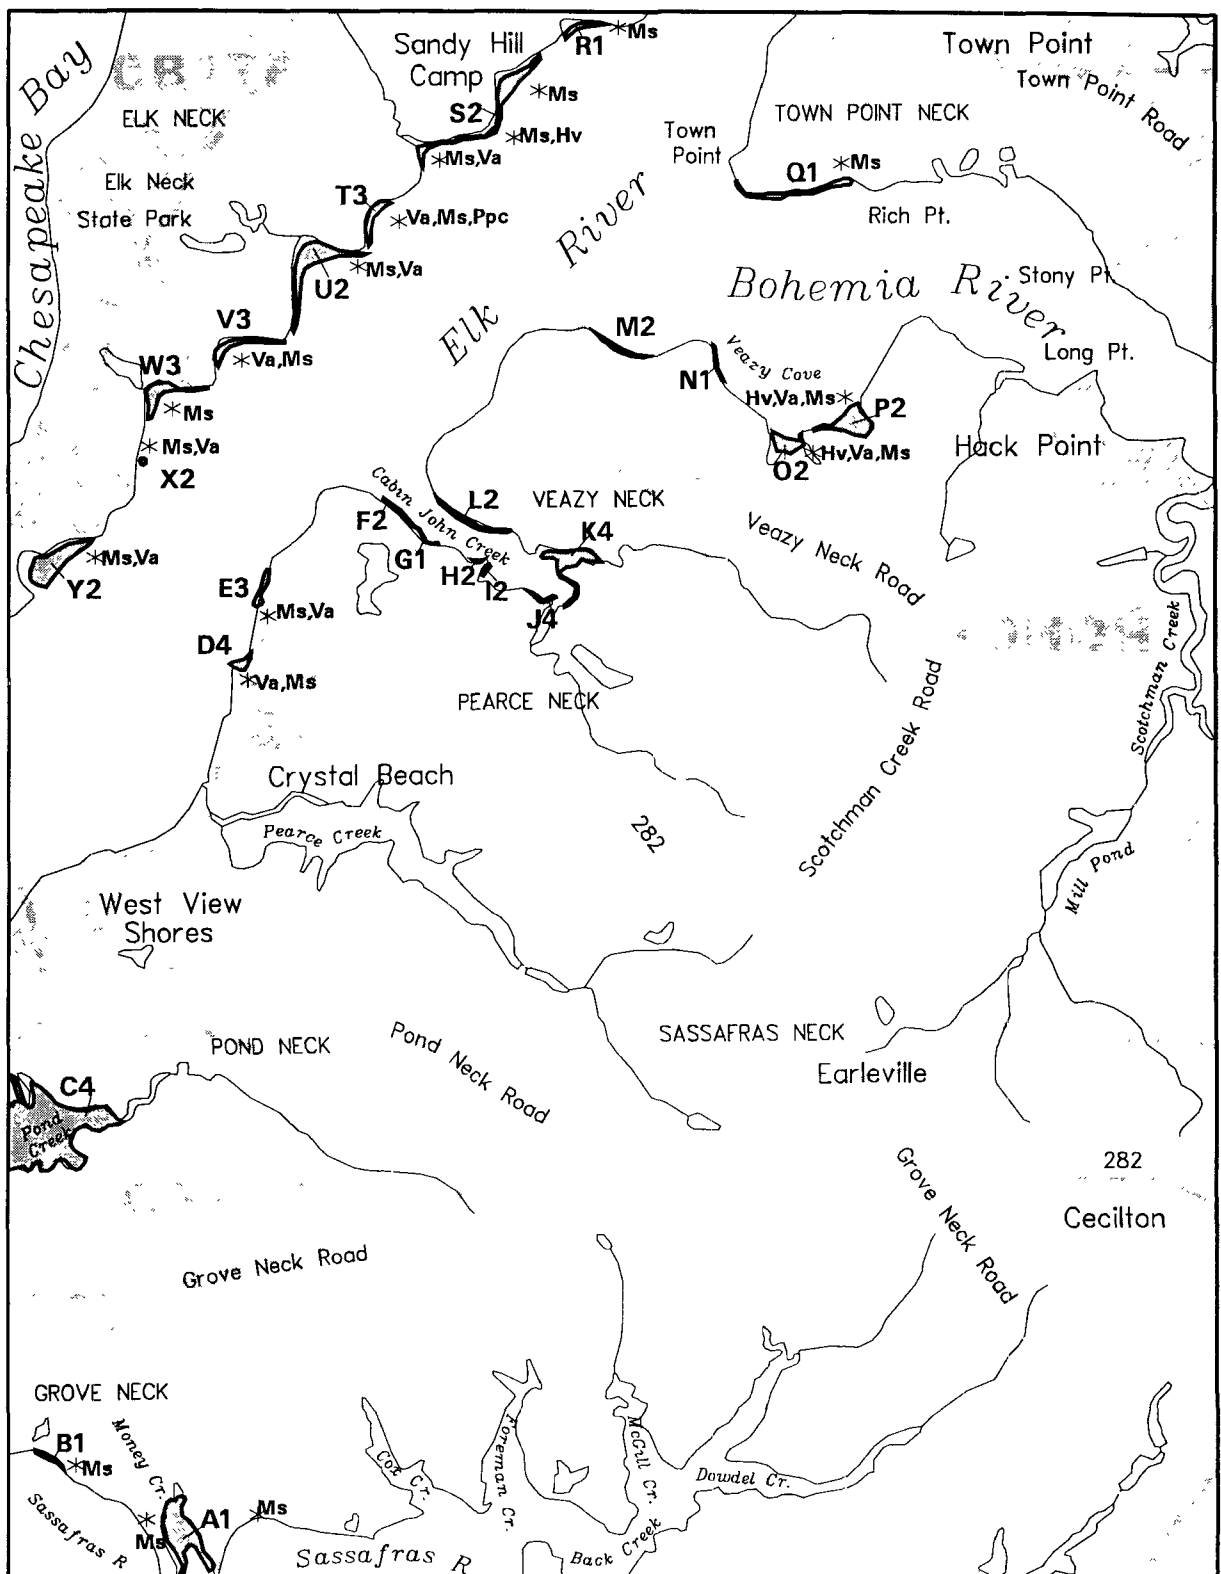 Sandy Hill
Camp
R1
*Ms
Town Point
Town Point Road
Chesapeake Bay
ELK NECK
S2
*Ms
*Ms,Hv
*Ms,Va
TOWN POINT NECK
Town
Point
Q1
*Ms
Rich Pt.
Elk Neck
State Park
T3
*Va,Ms,Ppc
U2
*Ms,Va
Elk River
Bohemia River
Stony Pt.
Long Pt.
V3
*Va,Ms
W3
*Ms
*Ms,Va
X2
M2
N1
Veazy Cove
Hv,Va,Ms*
P2
O2
*Hv,Va,Ms
Hack Point
Cabin John Creek
L2
VEAZY NECK
F2
G1
H2
I2
K4
J4
Veazy Neck Road
Y2
*Ms,Va
E3
*Ms,Va
D4
*Va,Ms
PEARCE NECK
Scotchman Creek Road
Scotchman Creek
Crystal Beach
Pearce Creek
282
Mill Pond
West View
Shores
POND NECK
Pond Neck Road
SASSAFRAS NECK
Earleville
C4
Pond
Creek
282
Cecilton
Grove Neck Road
Grove Neck Road
GROVE NECK
B1
*Ms
Money Cr.
Sassafras R
*
Ms
A1
*Ms
Cox Cr.
Foreman Cr.
McGill Cr.
Dowdel Cr.
Sassafras R
Back Creek